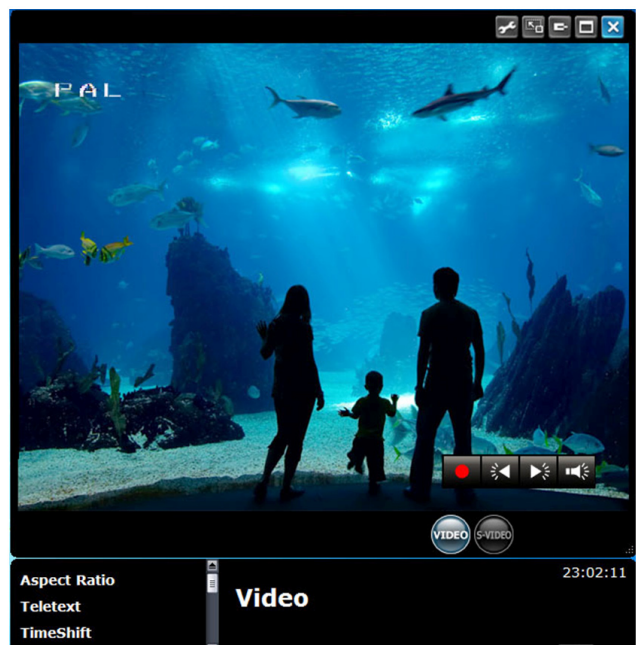 PAL
VIDEO
S-VIDEO
Aspect Ratio
Teletext
TimeShift
Video
23:02:11